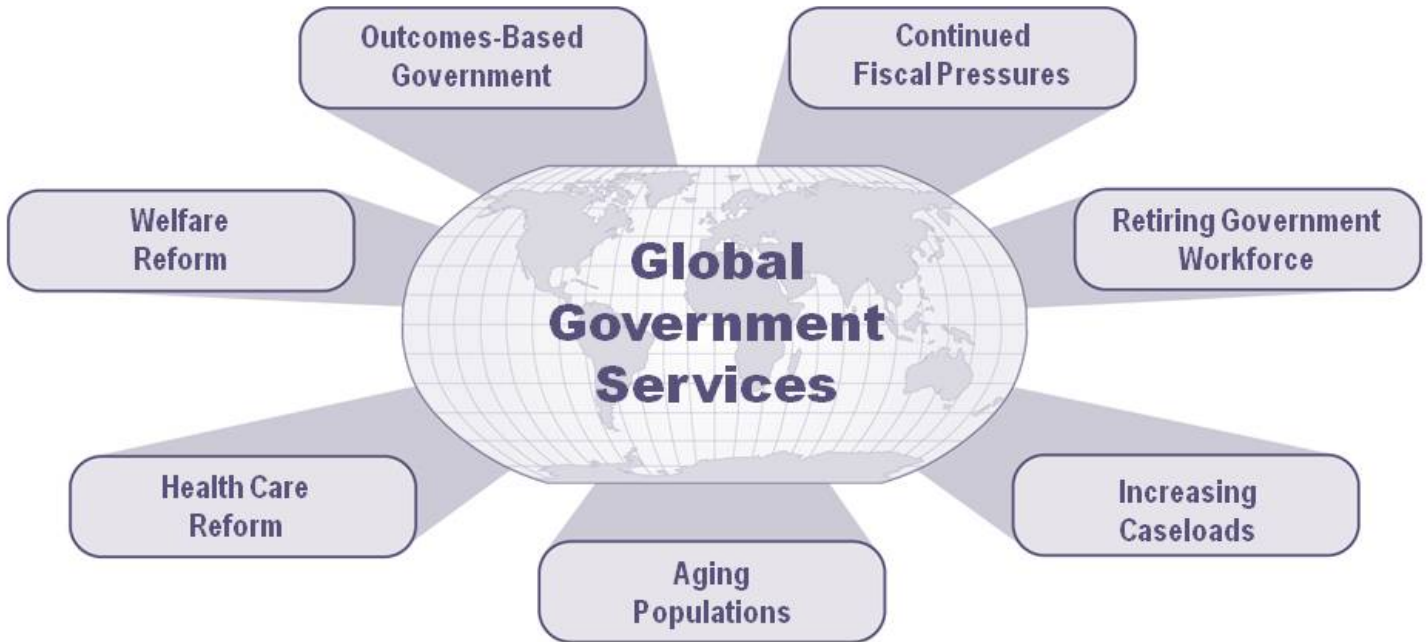 Outcomes-Based
Government
Continued
Fiscal Pressures
Welfare
Reform
Retiring Government
Workforce
Global
Government
Services
Health Care
Reform
Increasing
Caseloads
Aging
Populations